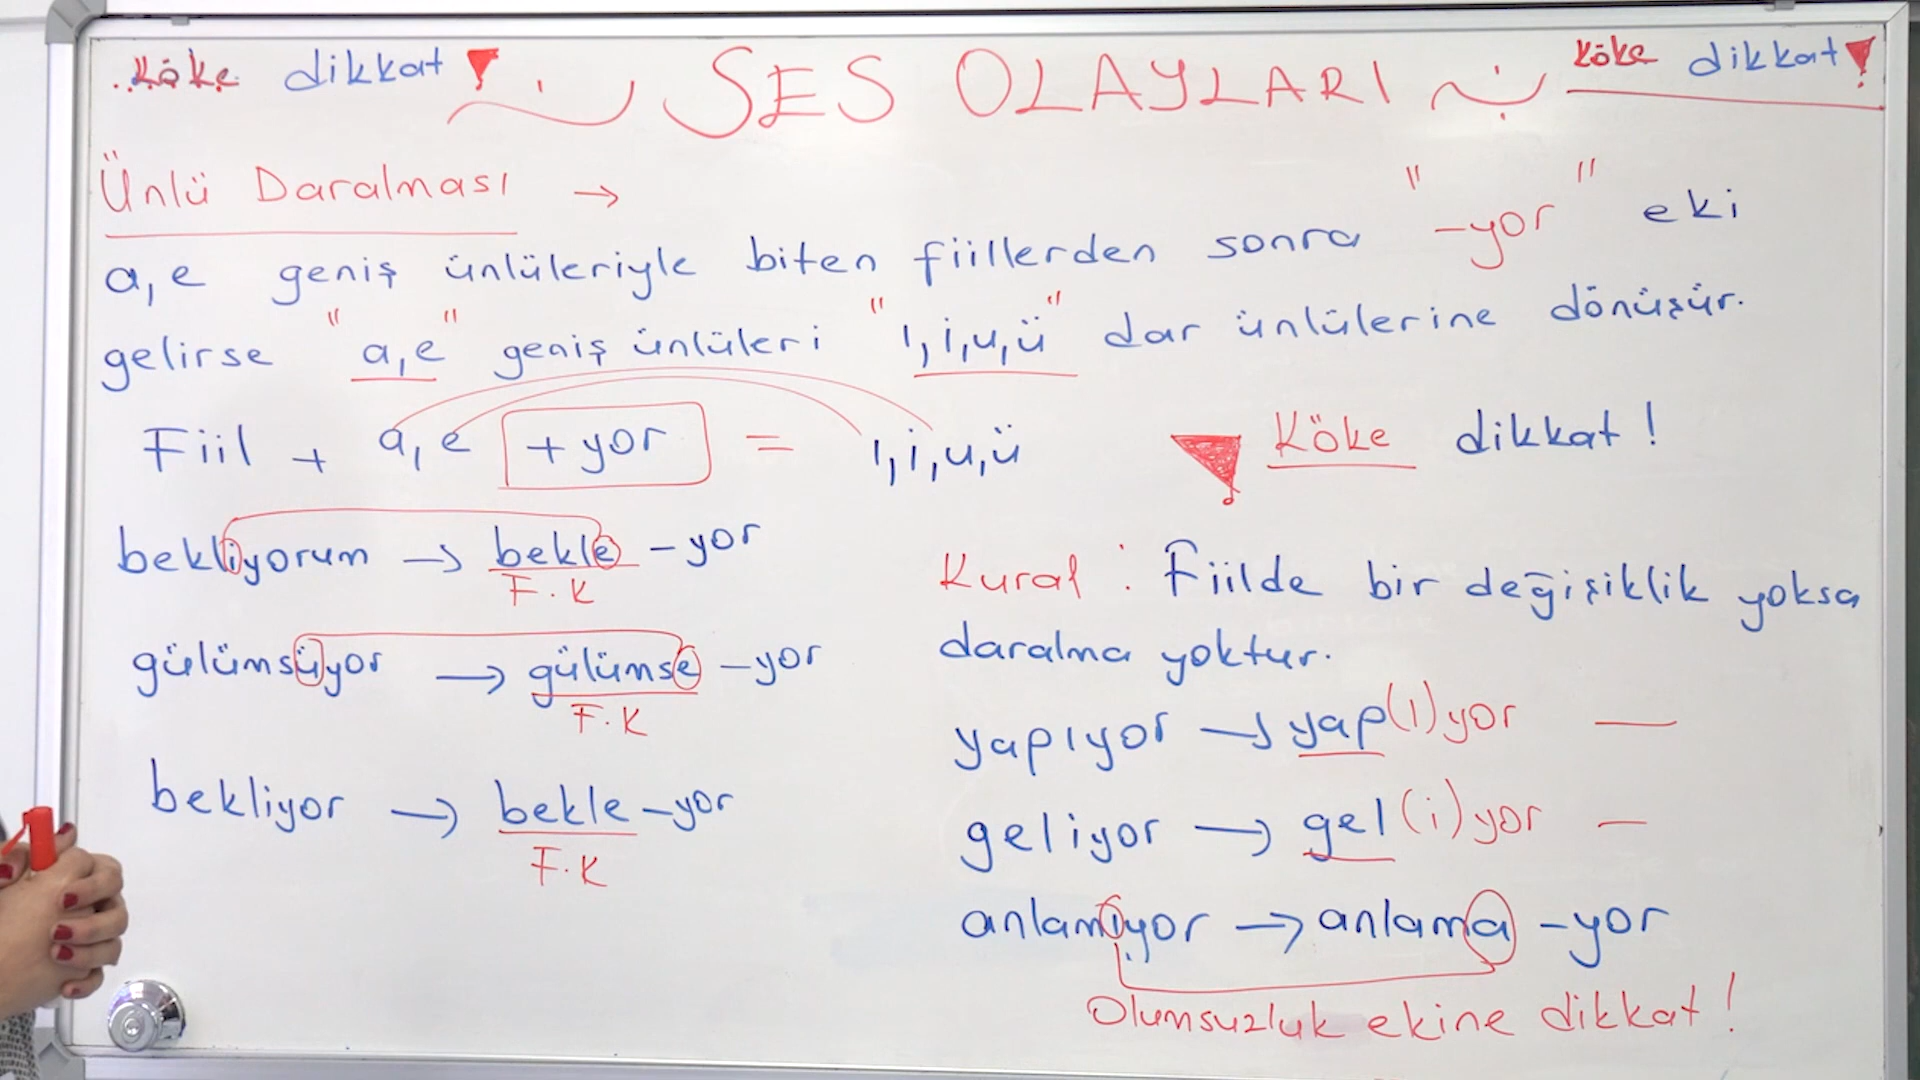 Köke dikkat ! SES OLAYLARI Köke dikkat !
Ünlü Daralması →
a, e geniş ünlüleriyle biten fiillerden sonra "-yor" eki
gelirse "a, e" geniş ünlüleri "ı, i, u, ü" dar ünlülerine dönüşür.
Fiil + a, e + yor = ı, i, u, ü
Köke dikkat !
bekliyorum → bekle -yor
F.K
gülümsüyor → gülümse -yor
F.K
bekliyor → bekle -yor
F.K
Kural : Fiilde bir değişiklik yoksa
daralma yoktur.
yapıyor → yap(ı)yor —
geliyor → gel(i)yor —
anlamıyor → anlama -yor
Olumsuzluk ekine dikkat !